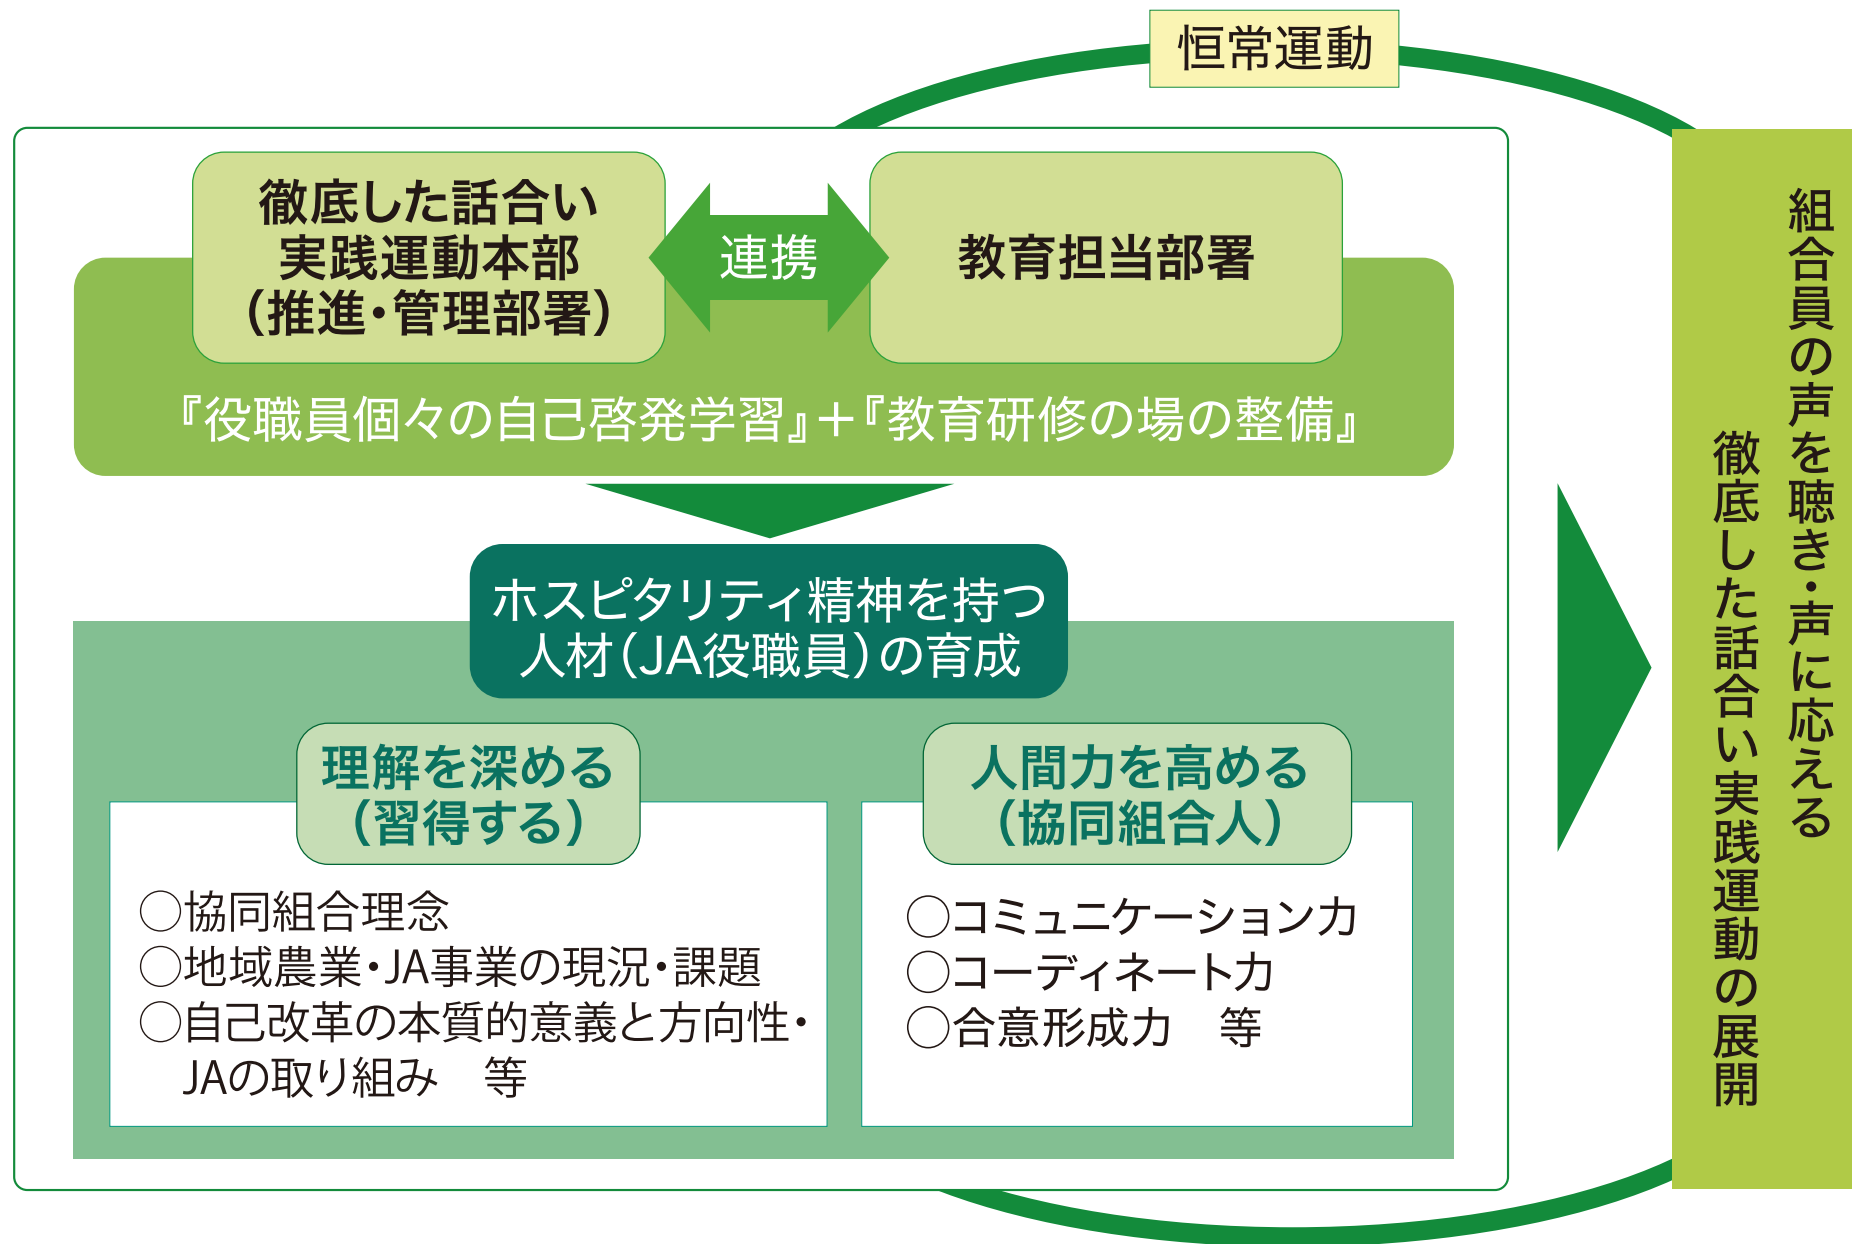 恒常運動
徹底した話合い
実践運動本部
（推進・管理部署）
連携
教育担当部署
『役職員個々の自己啓発学習』＋『教育研修の場の整備』
ホスピタリティ精神を持つ
人材（JA役職員）の育成
理解を深める
（習得する）
○協同組合理念
○地域農業・JA事業の現況・課題
○自己改革の本質的意義と方向性・
JAの取り組み　等
人間力を高める
（協同組合人）
○コミュニケーション力
○コーディネート力
○合意形成力　等
組合員の声を聴き・声に応える
徹底した話合い実践運動の展開